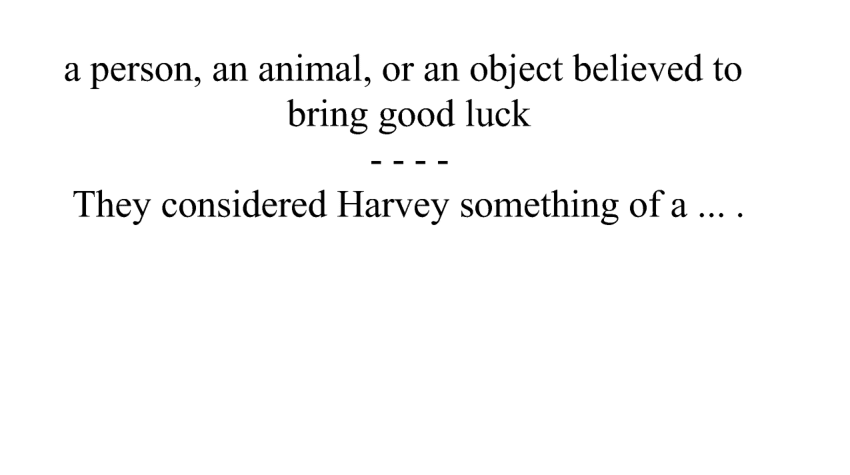 a person, an animal, or an object believed to
bring good luck
- - - -
They considered Harvey something of a ... .